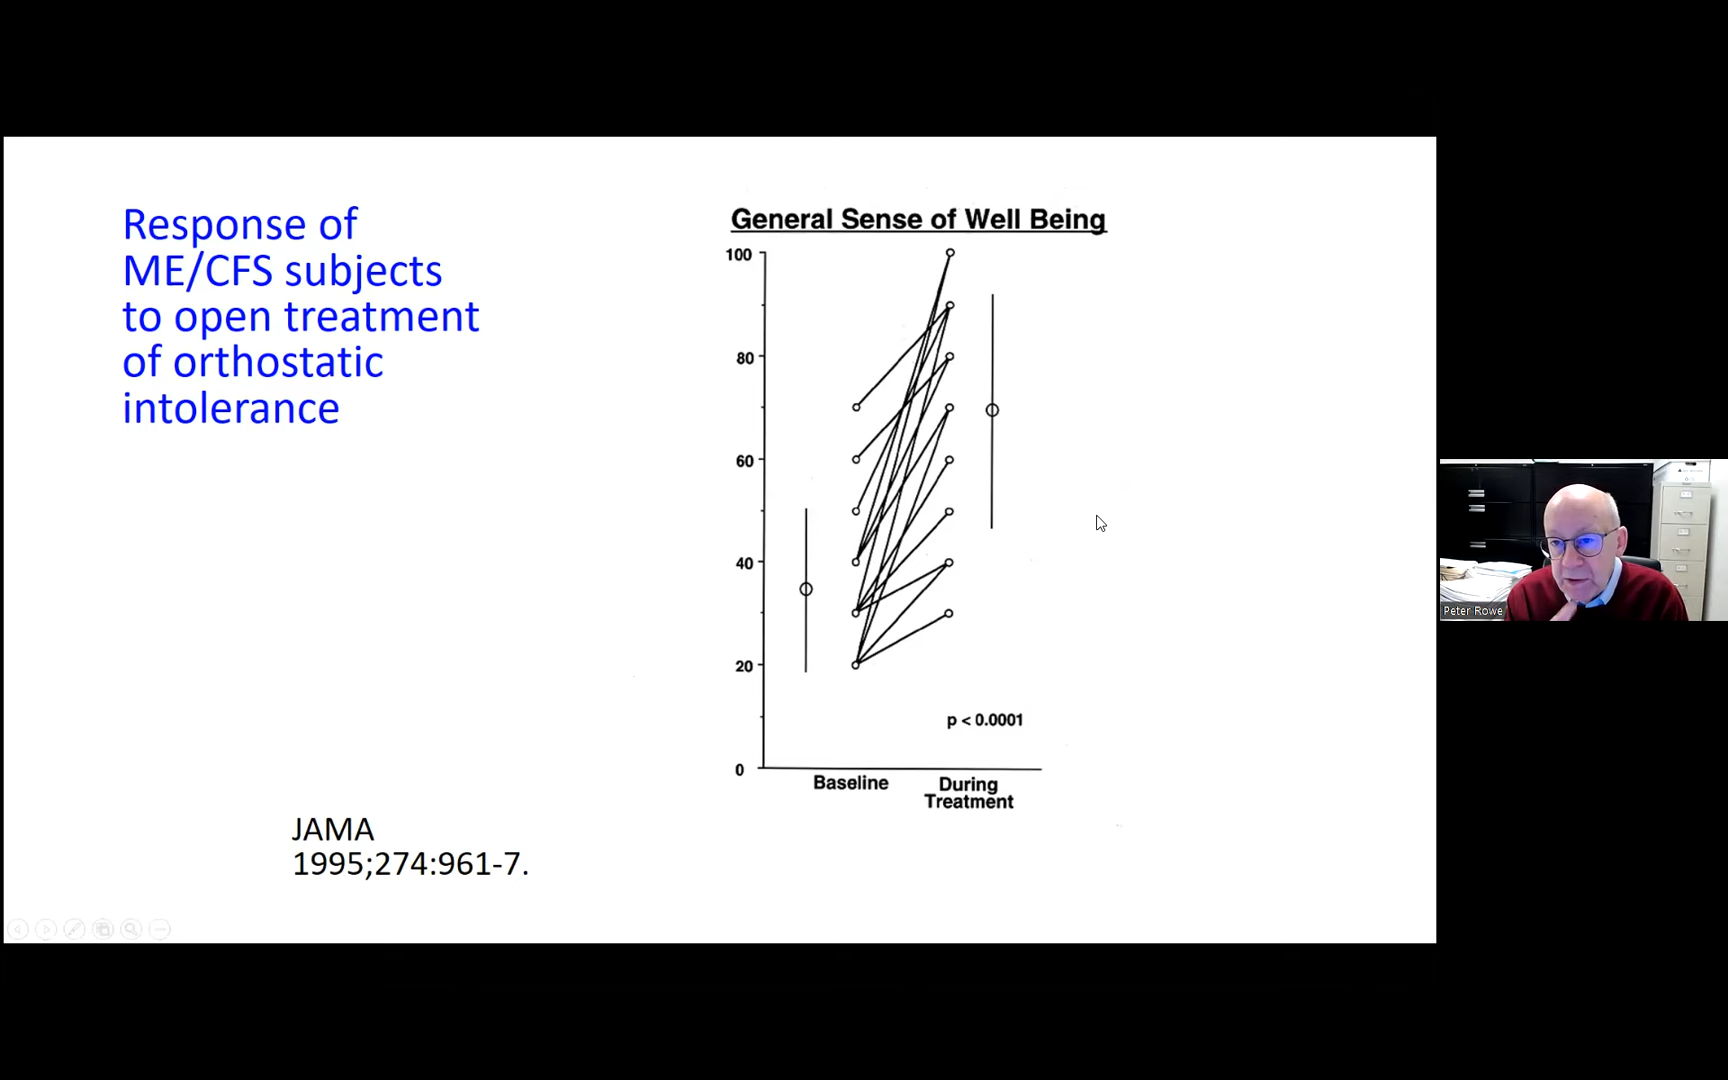 Response of
ME/CFS subjects
to open treatment
of orthostatic
intolerance
JAMA
1995;274:961-7.
General Sense of Well Being
100
80
60
40
20
0
p < 0.0001
Baseline
During
Treatment
Peter Rowe